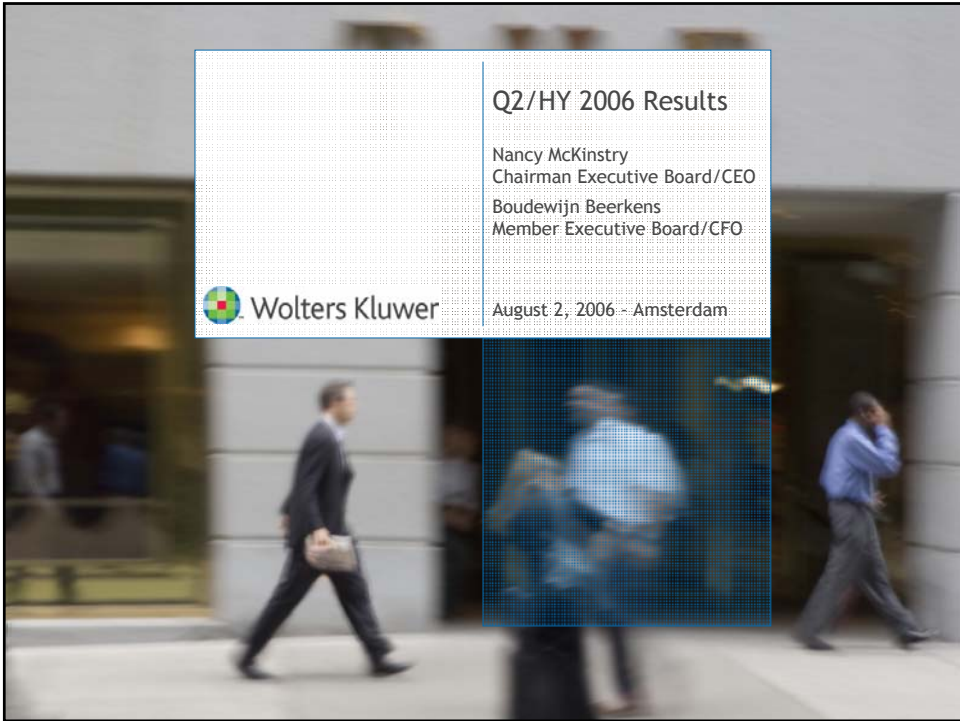 Q2/HY 2006 Results
Nancy McKinstry
Chairman Executive Board/CEO
Boudewijn Beerkens
Member Executive Board/CFO
Wolters Kluwer
August 2, 2006 - Amsterdam